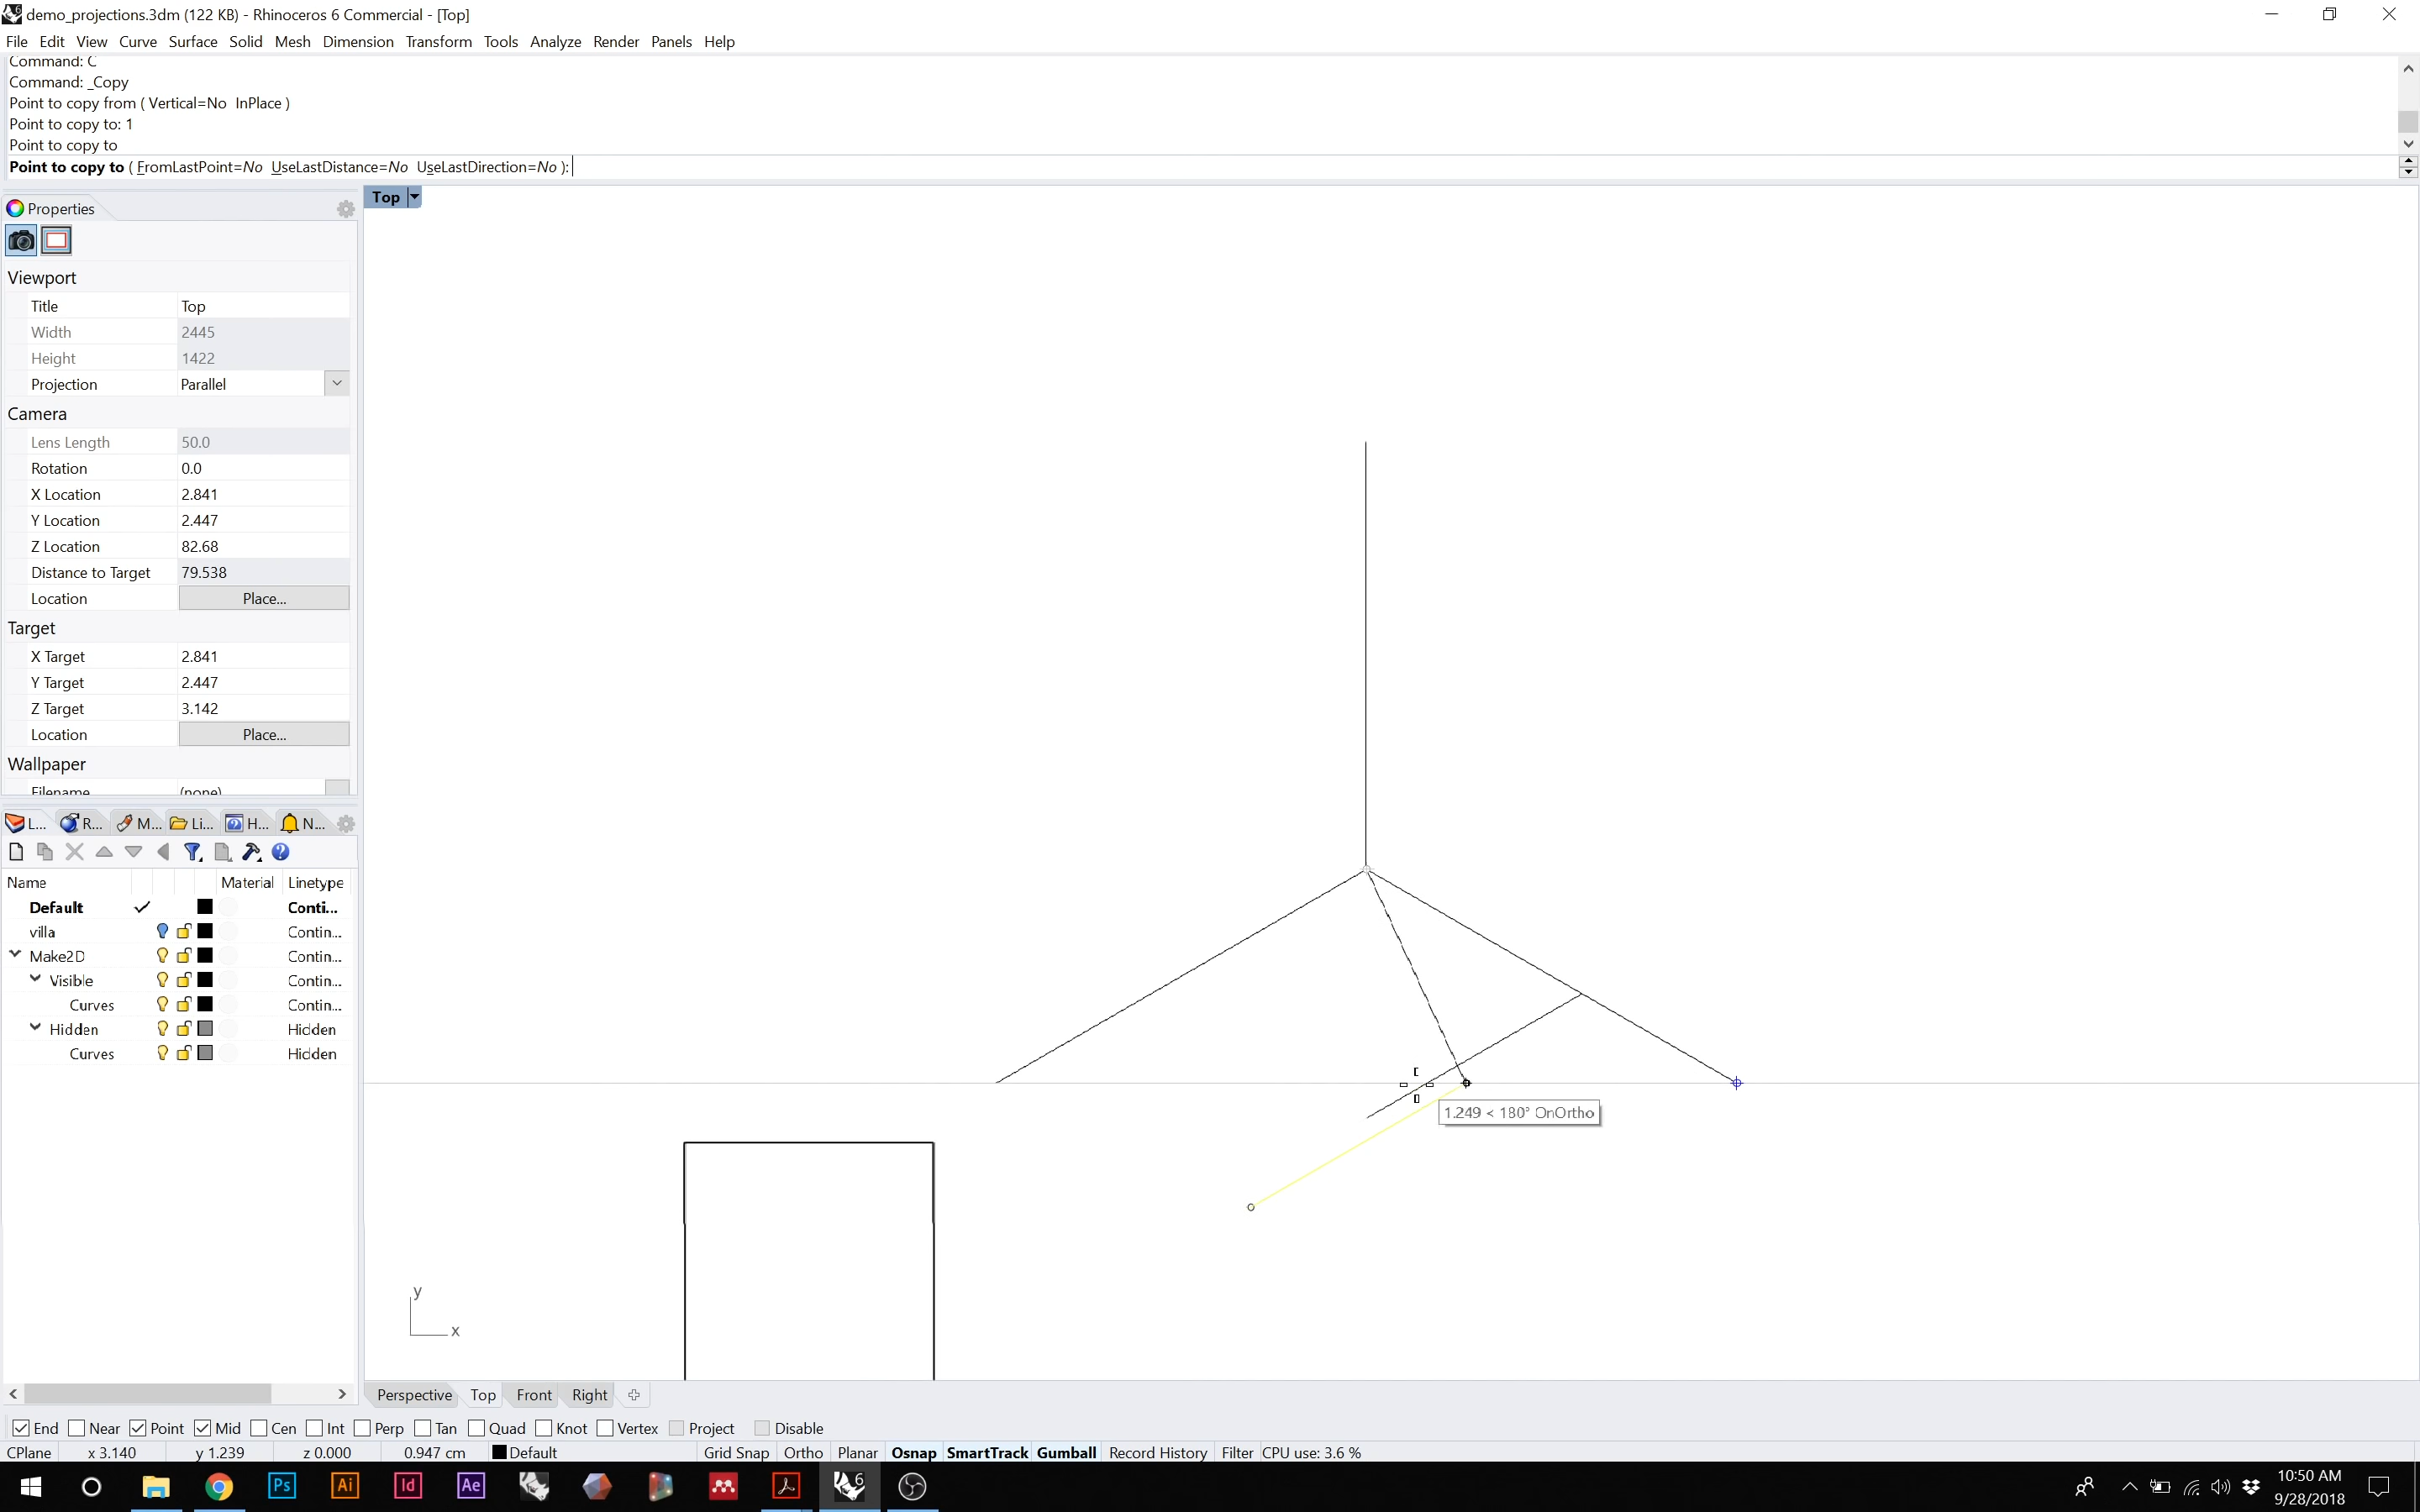 demo_projections.3dm (122 KB) - Rhinoceros 6 Commercial - [Top]
File Edit View Curve Surface Solid Mesh Dimension Transform Tools Analyze Render Panels Help
Command: C
Command: _Copy
Point to copy from ( Vertical=No InPlace )
Point to copy to: 1
Point to copy to
Point to copy to ( FromLastPoint=No UseLastDistance=No UseLastDirection=No ):
Properties
Top
Viewport
Title Top
Width 2445
Height 1422
Projection Parallel
Camera
Lens Length 50.0
Rotation 0.0
X Location 2.841
Y Location 2.447
Z Location 82.68
Distance to Target 79.538
Location Place...
Target
X Target 2.841
Y Target 2.447
Z Target 3.142
Location Place...
Wallpaper
Filename (none)
L... R... M... Li... H... N...
Name Material Linetype
Default Conti...
villa Contin...
Make2D Contin...
Visible Contin...
Curves Contin...
Hidden Hidden
Curves Hidden
1.249 < 180° OnOrtho
y
x
Perspective Top Front Right
End Near Point Mid Cen Int Perp Tan Quad Knot Vertex Project Disable
CPlane x 3.140 y 1.239 z 0.000 0.947 cm Default Grid Snap Ortho Planar Osnap SmartTrack Gumball Record History Filter CPU use: 3.6 %
Ps Ai Id Ae 6
10:50 AM
9/28/2018